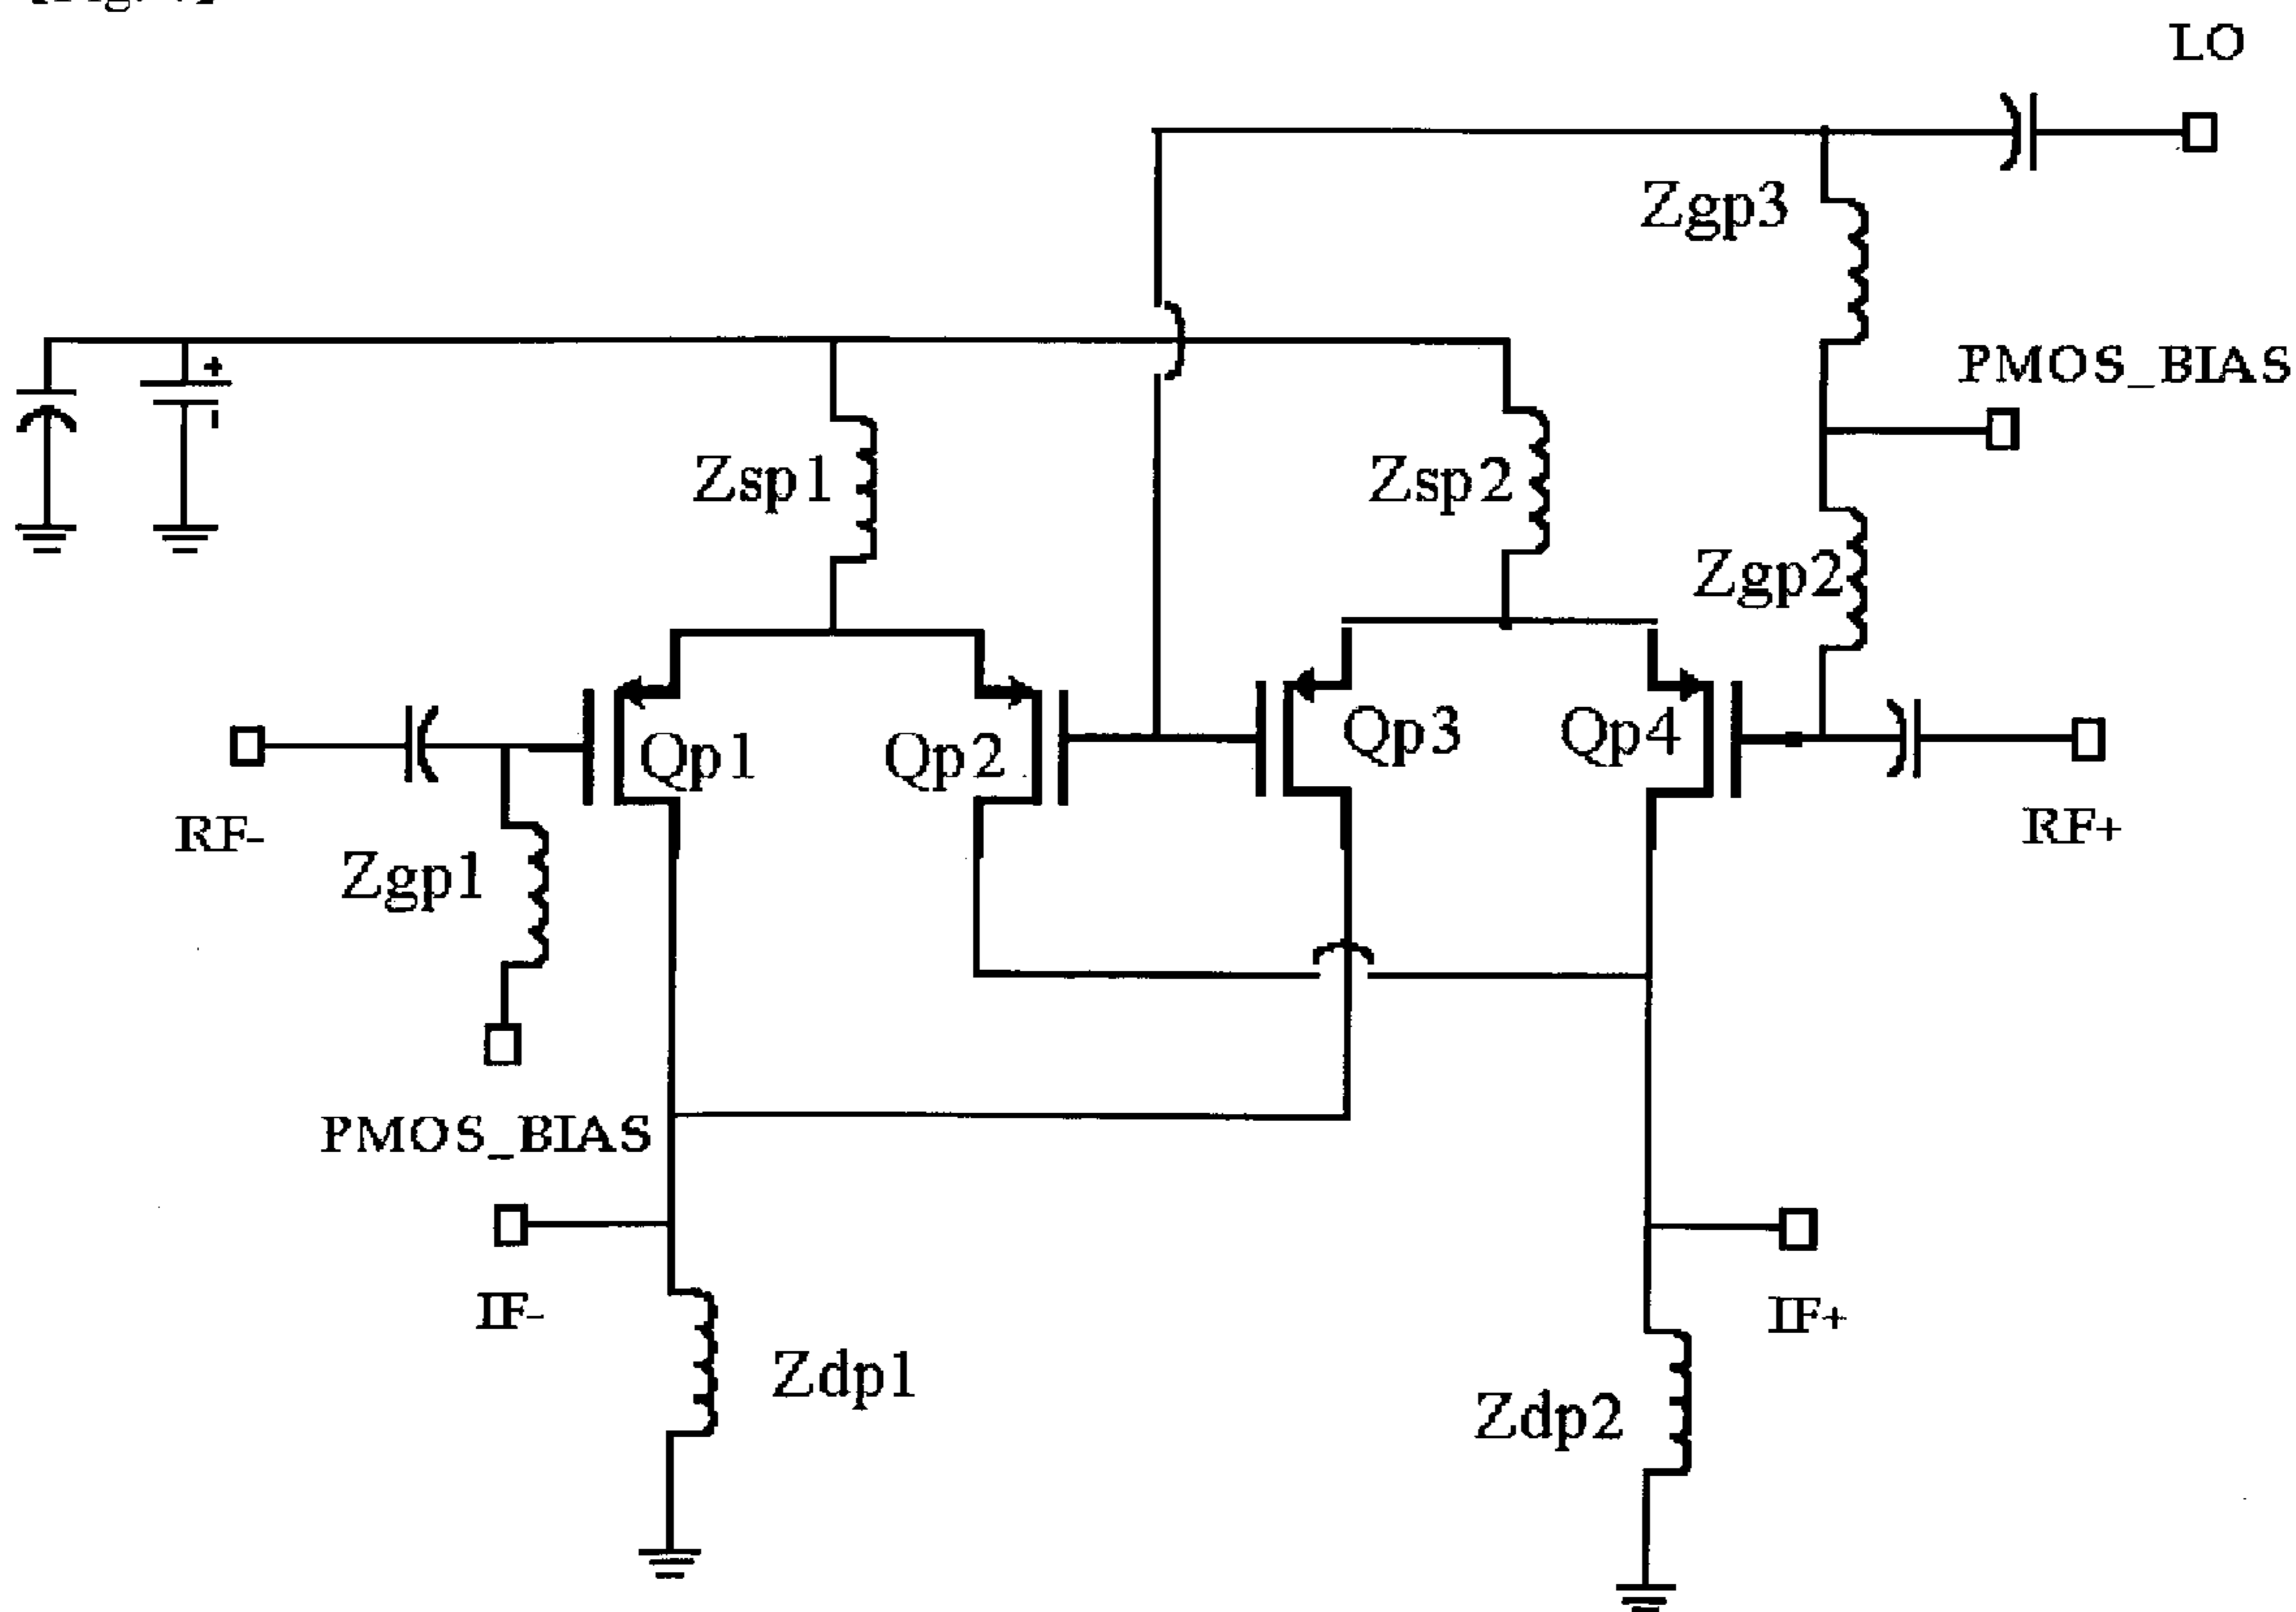 LO
Zgp3
PMOS_BIAS
Zsp1
Zsp2
Zgp2
Qp1
Qp2
Qp3
Qp4
RF-
RF+
Zgp1
PMOS_BIAS
IF-
IF+
Zdp1
Zdp2